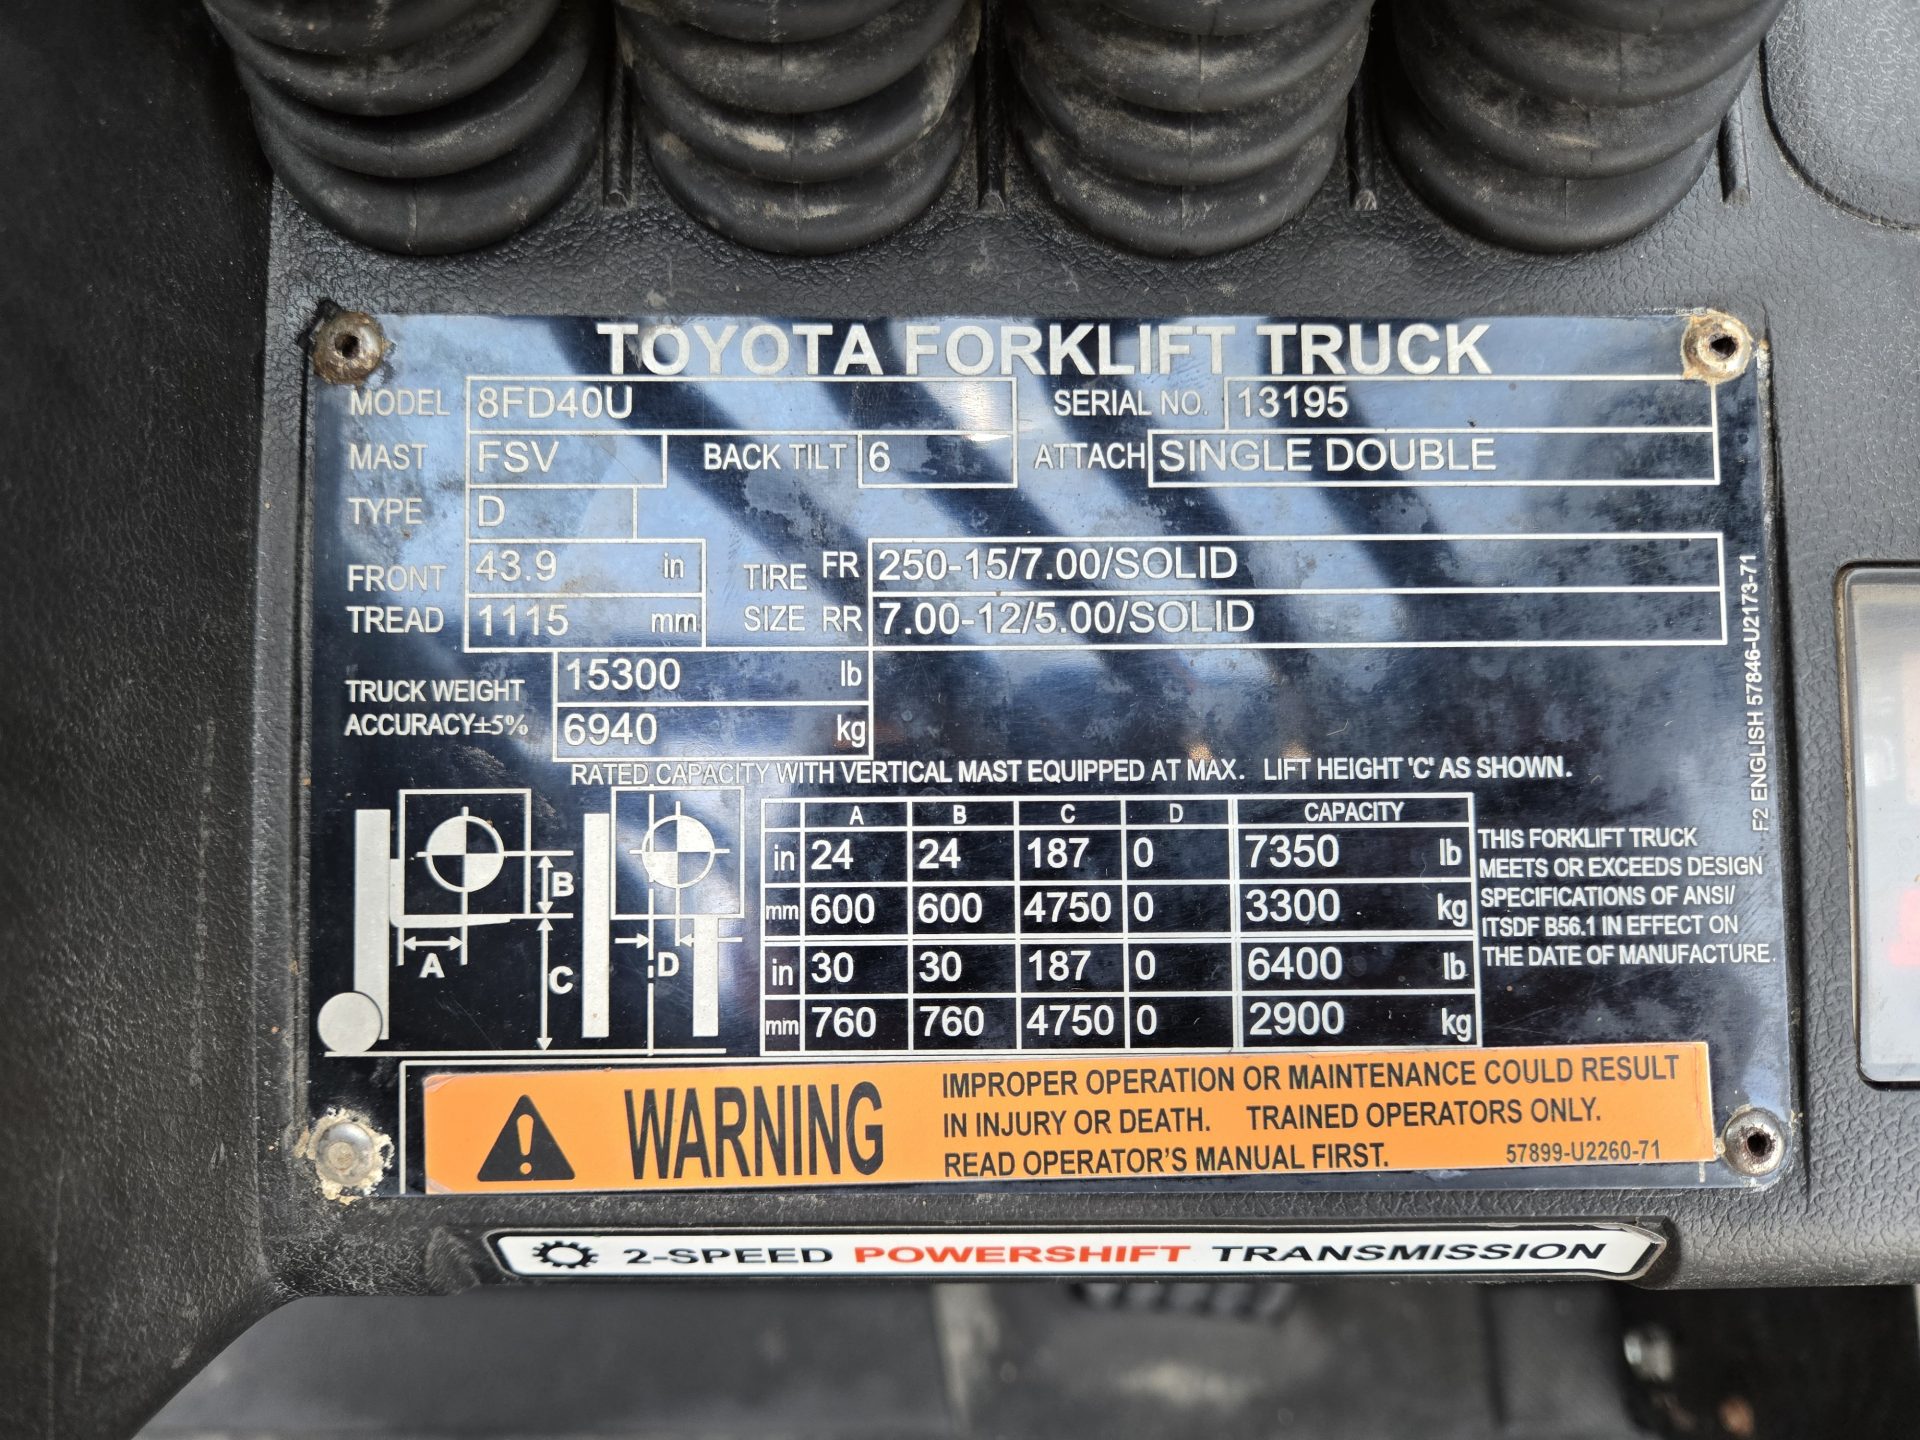 TOYOTA FORKLIFT TRUCK
MODEL 8FD40U SERIAL NO. 13195
MAST FSV BACK TILT 6 ATTACH SINGLE DOUBLE
TYPE D
FRONT TREAD 43.9 in TIRE SIZE FR 250-15/7.00/SOLID
1115 mm RR 7.00-12/5.00/SOLID
TRUCK WEIGHT 15300 lb
ACCURACY±5% 6940 kg
RATED CAPACITY WITH VERTICAL MAST EQUIPPED AT MAX. LIFT HEIGHT 'C' AS SHOWN.
A B C D CAPACITY
in 24 24 187 0 7350 lb
mm 600 600 4750 0 3300 kg
in 30 30 187 0 6400 lb
mm 760 760 4750 0 2900 kg
B
A
C
D
THIS FORKLIFT TRUCK
MEETS OR EXCEEDS DESIGN
SPECIFICATIONS OF ANSI/
ITSDF B56.1 IN EFFECT ON
THE DATE OF MANUFACTURE.
F2 ENGLISH 57846-U2173-71
WARNING
IMPROPER OPERATION OR MAINTENANCE COULD RESULT
IN INJURY OR DEATH. TRAINED OPERATORS ONLY.
READ OPERATOR'S MANUAL FIRST. 57899-U2260-71
2-SPEED POWERSHIFT TRANSMISSION